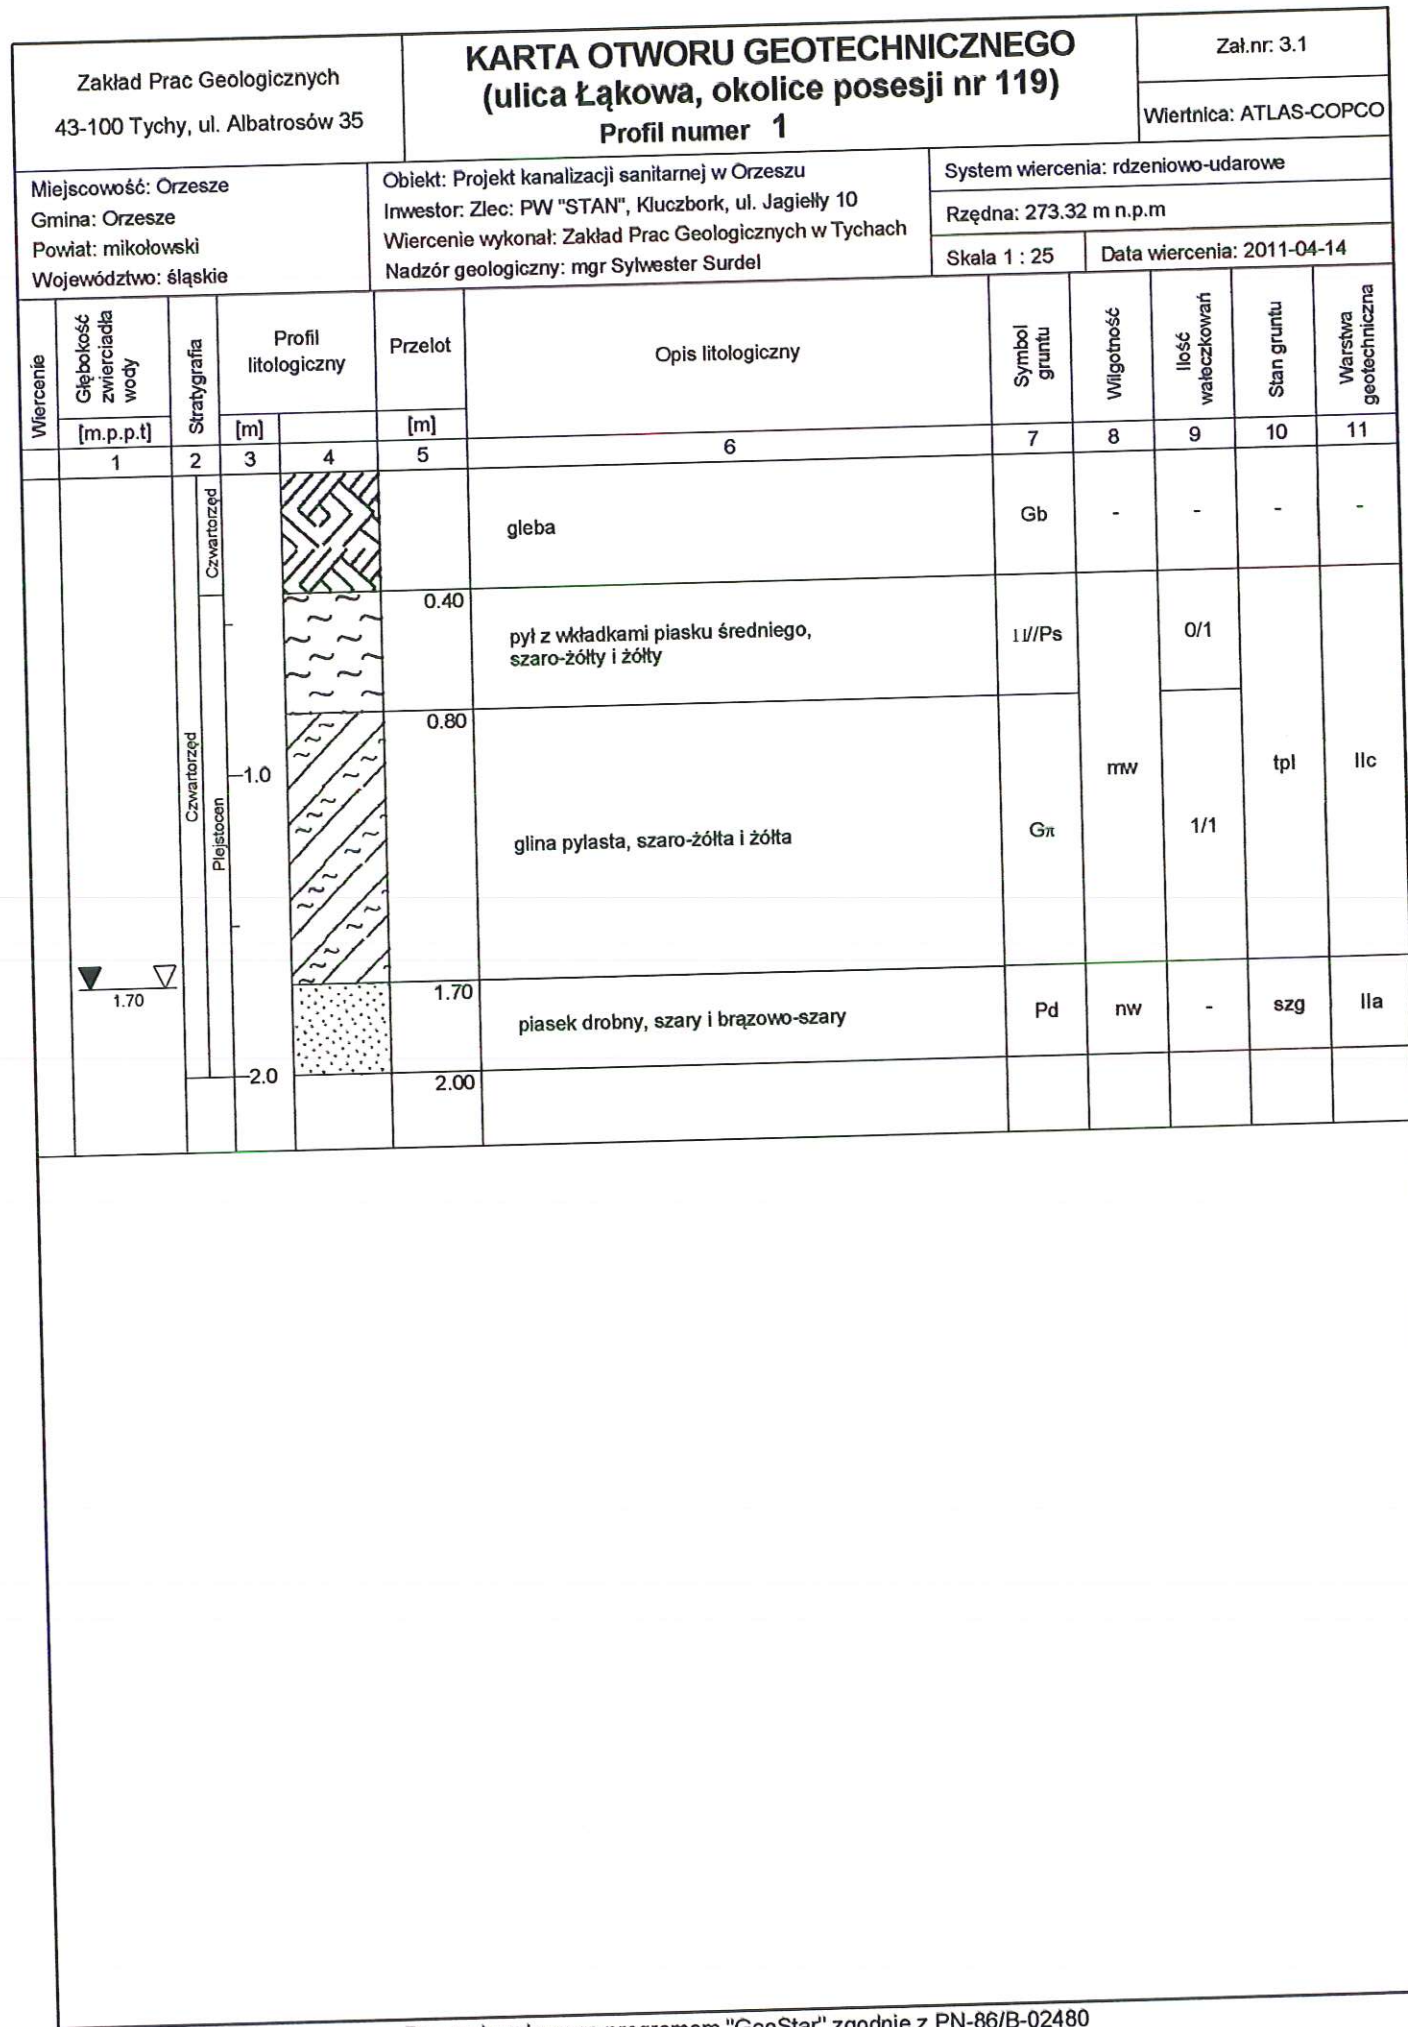 Zakład Prac Geologicznych
43-100 Tychy, ul. Albatrosów 35
KARTA OTWORU GEOTECHNICZNEGO
(ulica Łąkowa, okolice posesji nr 119)
Profil numer 1
Zał.nr: 3.1
Wiertnica: ATLAS-COPCO
Miejscowość: Orzesze
Gmina: Orzesze
Powiat: mikołowski
Województwo: śląskie
Obiekt: Projekt kanalizacji sanitarnej w Orzeszu
Inwestor: Zlec: PW "STAN", Kluczbork, ul. Jagiełły 10
Wiercenie wykonał: Zakład Prac Geologicznych w Tychach
Nadzór geologiczny: mgr Sylwester Surdel
System wiercenia: rdzeniowo-udarowe
Rzędna: 273.32 m n.p.m
Skala 1 : 25
Data wiercenia: 2011-04-14
Wiercenie
Głębokość
zwierciadła
wody
[m.p.p.t]
Stratygrafia
Profil
litologiczny
[m]
Przelot
[m]
Opis litologiczny
Symbol
gruntu
Wilgotność
Ilość
wałeczkowań
Stan gruntu
Warstwa
geotechniczna
1 2 3 4 5 6 7 8 9 10 11
Czwartorzęd
gleba
Gb - - - -
0.40
pył z wkładkami piasku średniego,
szaro-żółty i żółty
//Ps
0/1
0.80
Czwartorzęd
Plejstocen
1.0
glina pylasta, szaro-żółta i żółta
Gπ
mw
1/1
tpl
IIc
1.70
1.70
piasek drobny, szary i brązowo-szary
Pd nw - szg IIa
2.0
2.00
programem "GeoStar" zgodnie z PN-86/B-02480